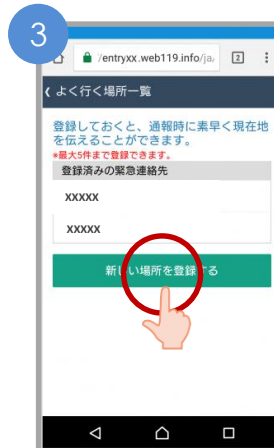 3
/entryxx.web119.info/ja/
2
く よく行く場所一覧
登録しておくと、通報時に素早く現在地
を伝えることができます。
*最大5件まで登録できます。
登録済みの緊急連絡先
XXXXX
XXXXX
新しい場所を登録する